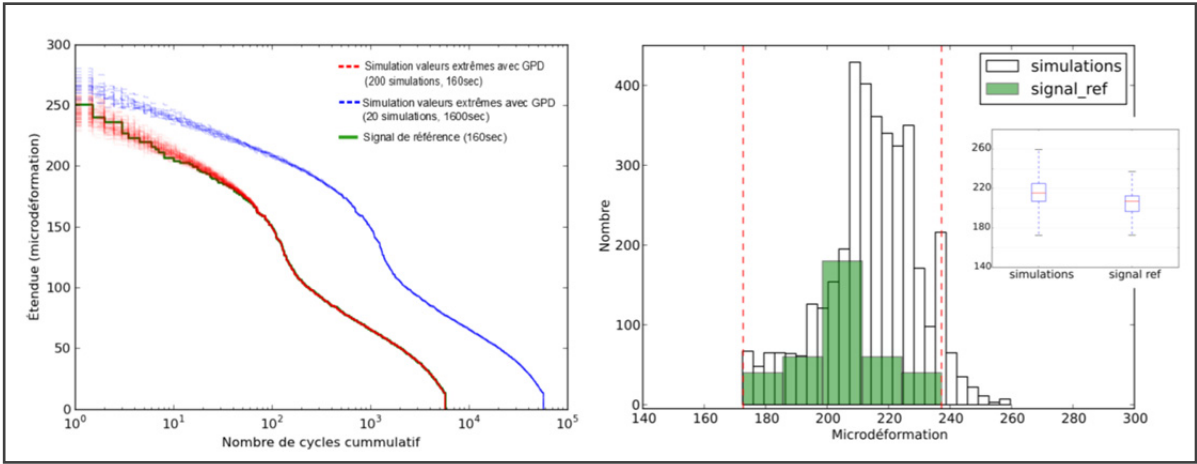 300
250
200
150
100
50
0
10^0
10^1
10^2
10^3
10^4
10^5
Étendue (microdéformation)
Nombre de cycles cummulatif
Simulation valeurs extrêmes avec GPD
(200 simulations, 160sec)
Simulation valeurs extrêmes avec GPD
(20 simulations, 1600sec)
Signal de référence (160sec)
400
300
200
100
0
140
160
180
200
220
240
260
280
300
Nombre
Microdéformation
simulations
signal_ref
260
220
180
140
simulations
signal ref